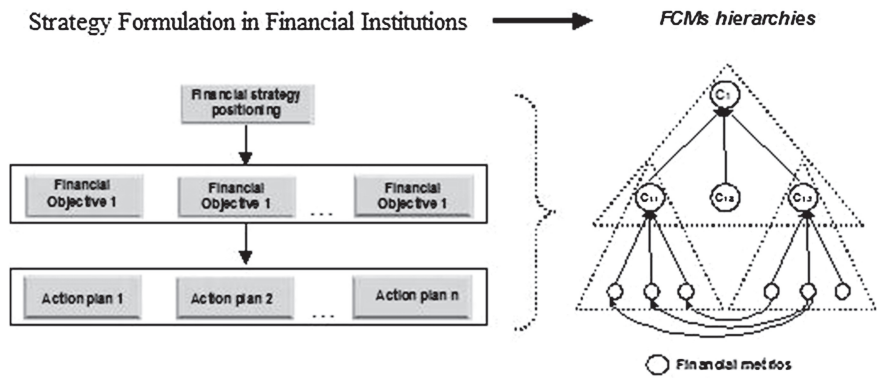 Strategy Formulation in Financial Institutions
FCMs hierarchies
Financial strategy
positioning
Financial
Objective 1
Financial
Objective 1
...
Financial
Objective 1
Action plan 1
Action plan 2
...
Action plan n
C₁
C₁₁
C₁₂
C₁₃
Financial metrics